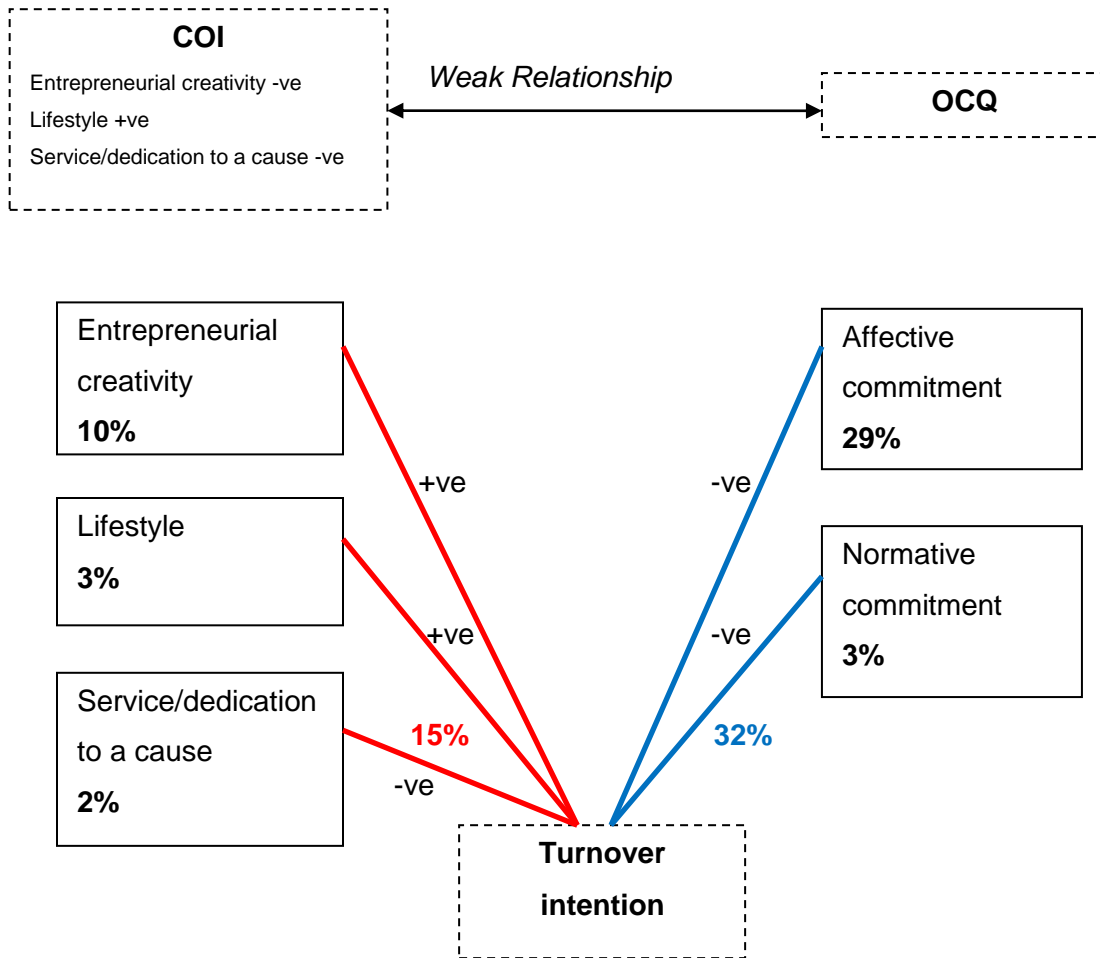 COI
Entrepreneurial creativity -ve
Lifestyle +ve
Service/dedication to a cause -ve
Weak Relationship
OCQ
Entrepreneurial
creativity
10%
Affective
commitment
29%
+ve
-ve
Lifestyle
3%
Normative
commitment
3%
+ve
-ve
Service/dedication
to a cause
2%
15%
32%
-ve
Turnover
intention